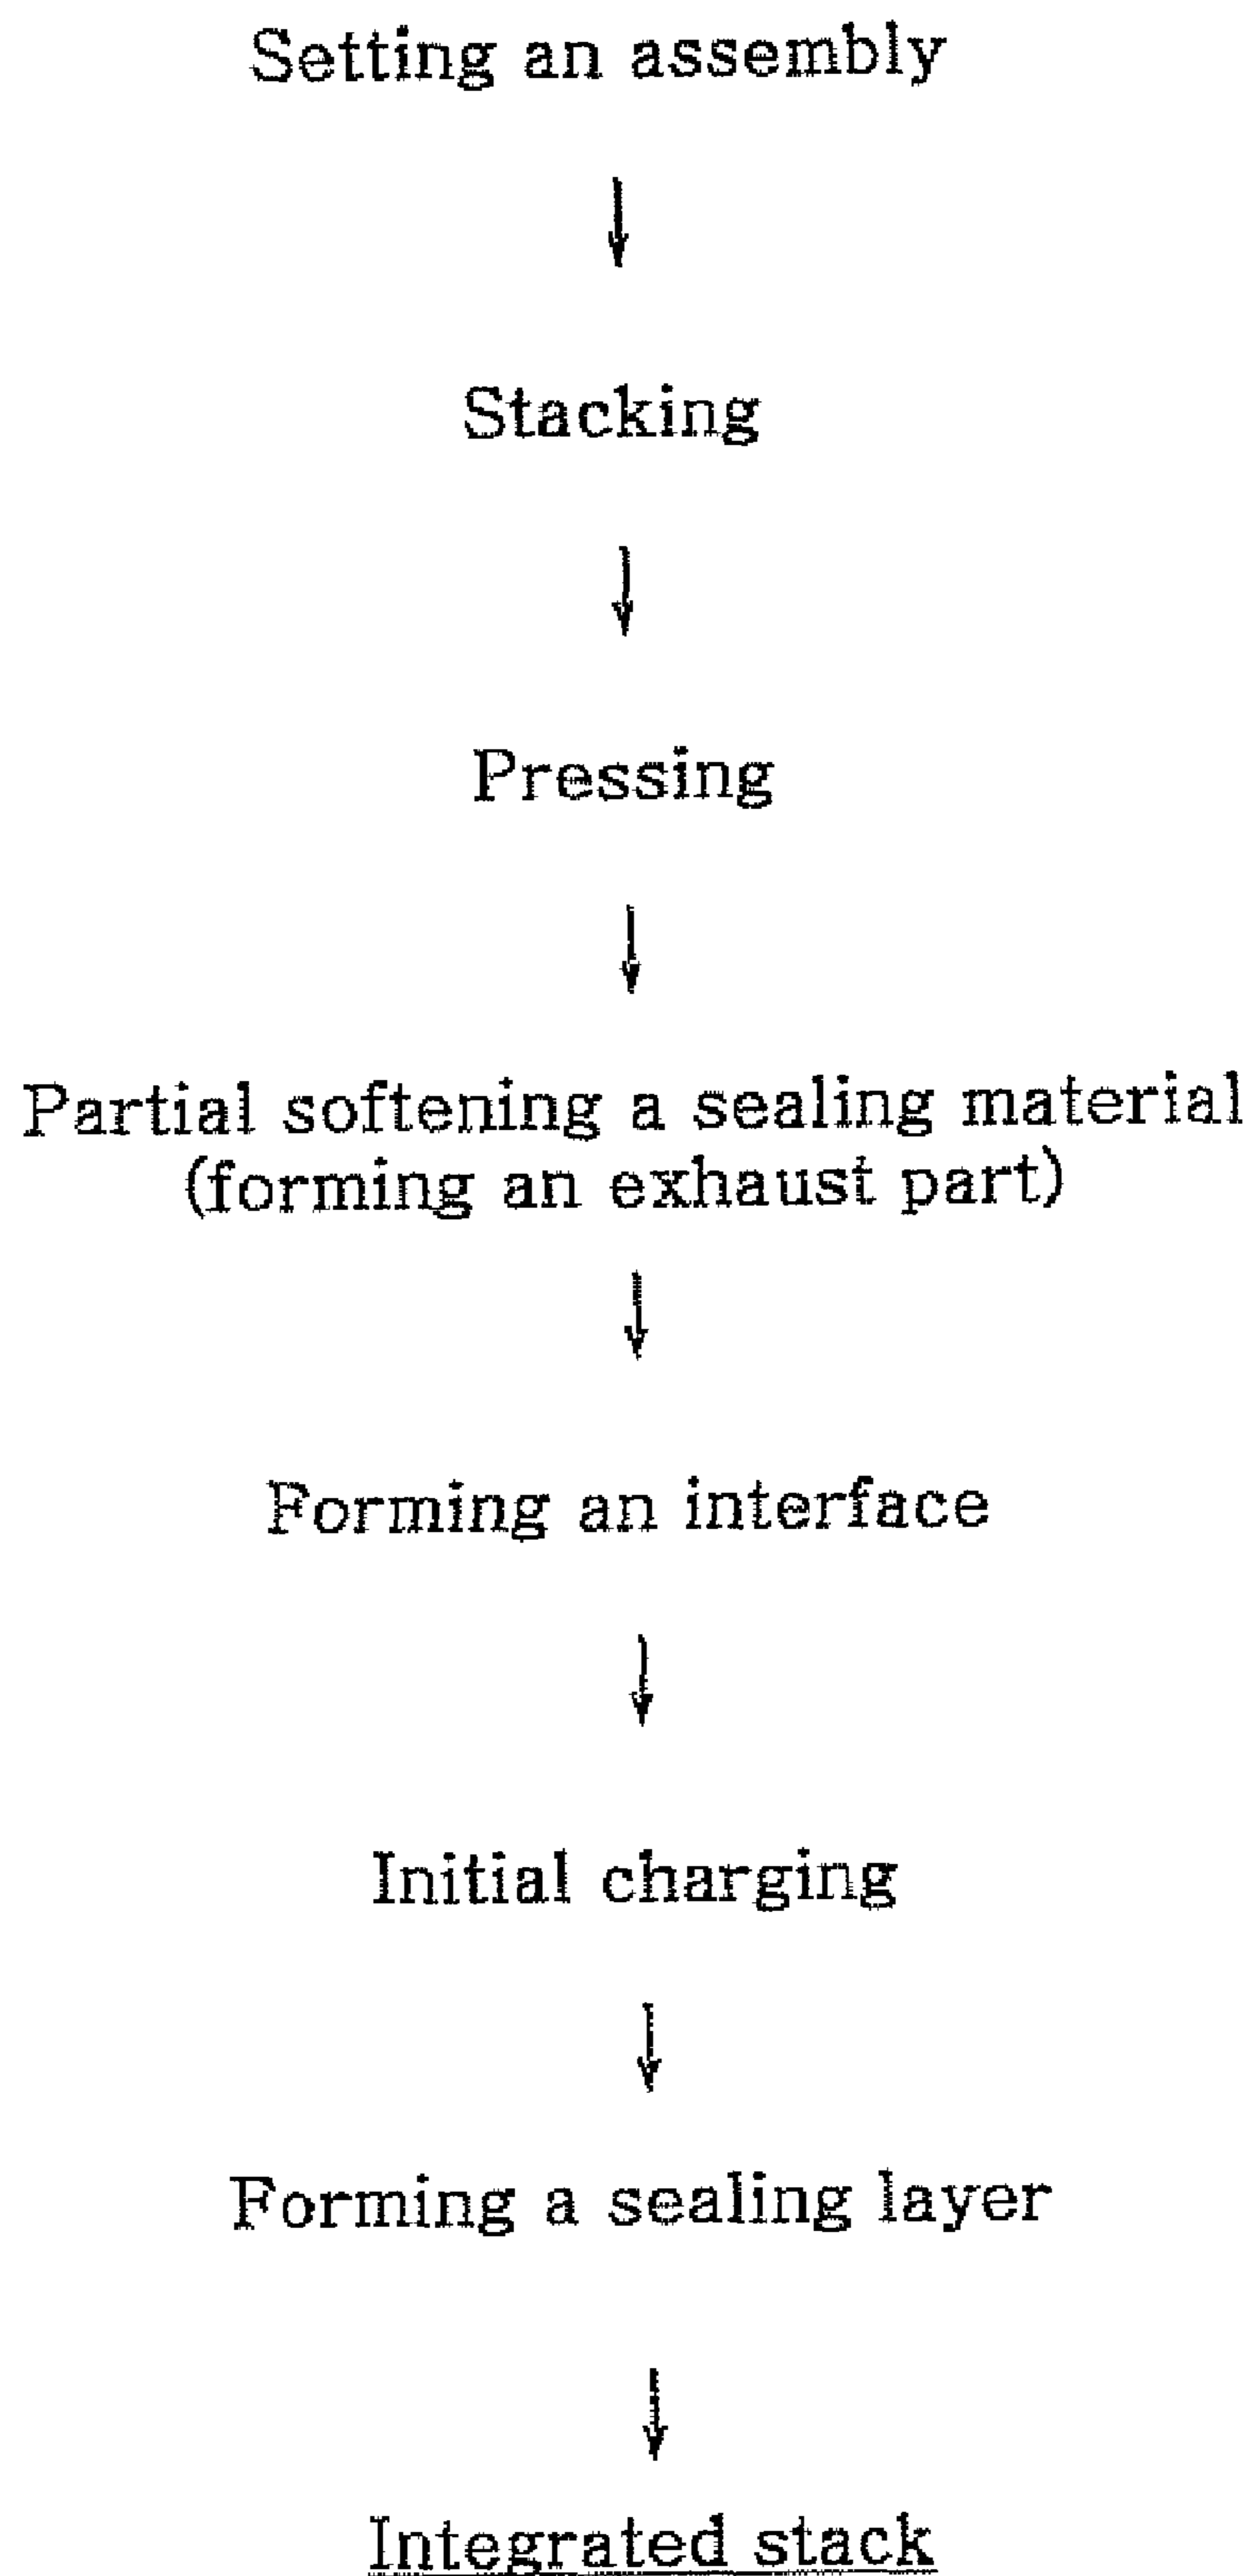 Setting an assembly
↓
Stacking
↓
Pressing
↓
Partial softening a sealing material
(forming an exhaust part)
↓
Forming an interface
↓
Initial charging
↓
Forming a sealing layer
↓
Integrated stack